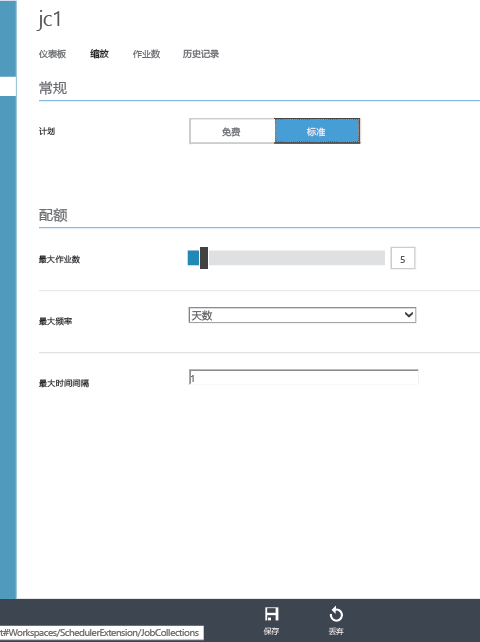 jc1
仪表板 缩放 作业数 历史记录
常规
计划 免费 标准
配额
最大作业数 5
最大频率 天数
最大时间间隔 1
保存 丢弃
t#Workspaces/SchedulerExtension/JobCollections